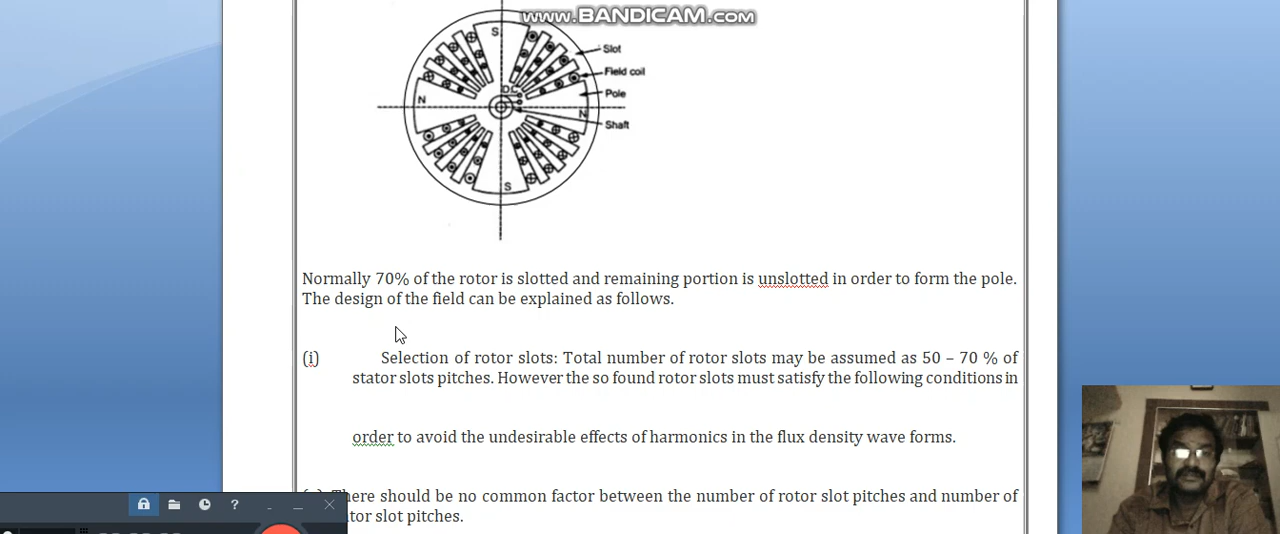 www.BANDICAM.com
S
Slot
Field coil
D.C.
Pole
N
N
Shaft
S
Normally 70% of the rotor is slotted and remaining portion is unslotted in order to form the pole.
The design of the field can be explained as follows.
(i) Selection of rotor slots: Total number of rotor slots may be assumed as 50 – 70 % of
stator slots pitches. However the so found rotor slots must satisfy the following conditions in
order to avoid the undesirable effects of harmonics in the flux density wave forms.
There should be no common factor between the number of rotor slot pitches and number of
tor slot pitches.
?